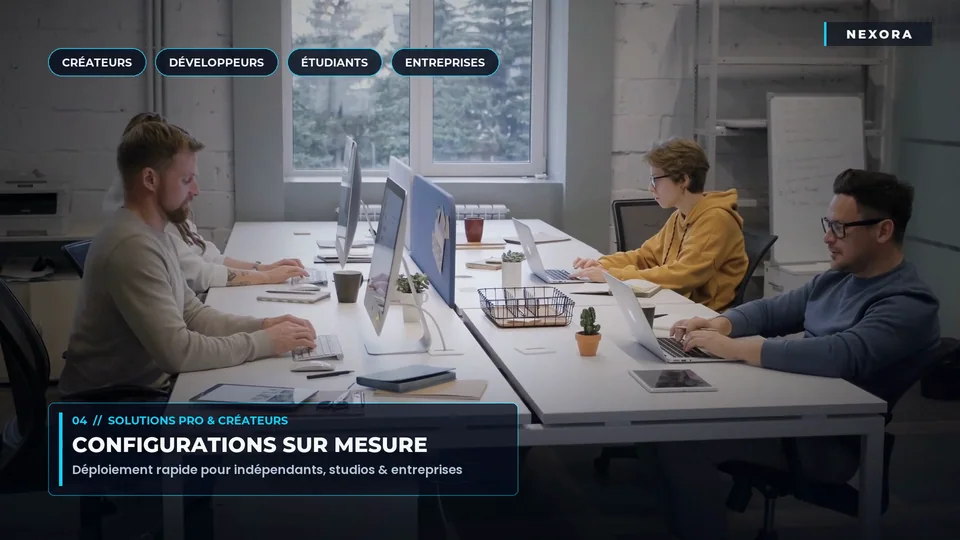 CRÉATEURS
DÉVELOPPEURS
ÉTUDIANTS
ENTREPRISES
NEXORA
04 // SOLUTIONS PRO & CRÉATEURS
CONFIGURATIONS SUR MESURE
Déploiement rapide pour indépendants, studios & entreprises